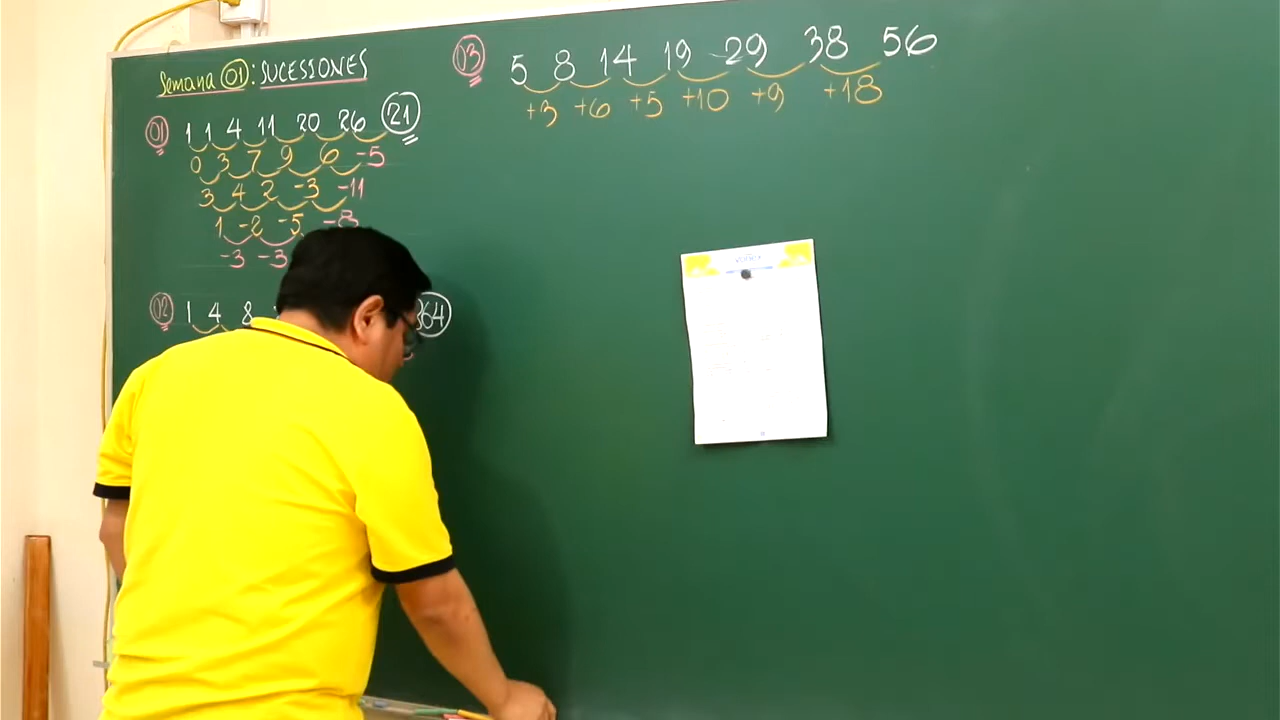 Semana 01: SUCESIONES
01 1 1 4 11 20 26 21
0 3 7 9 6 -5
3 4 2 -3 -11
1 -2 -5 -8
-3 -3
02 1 4 8 364
03 5 8 14 19 29 38 56
+3 +6 +5 +10 +9 +18